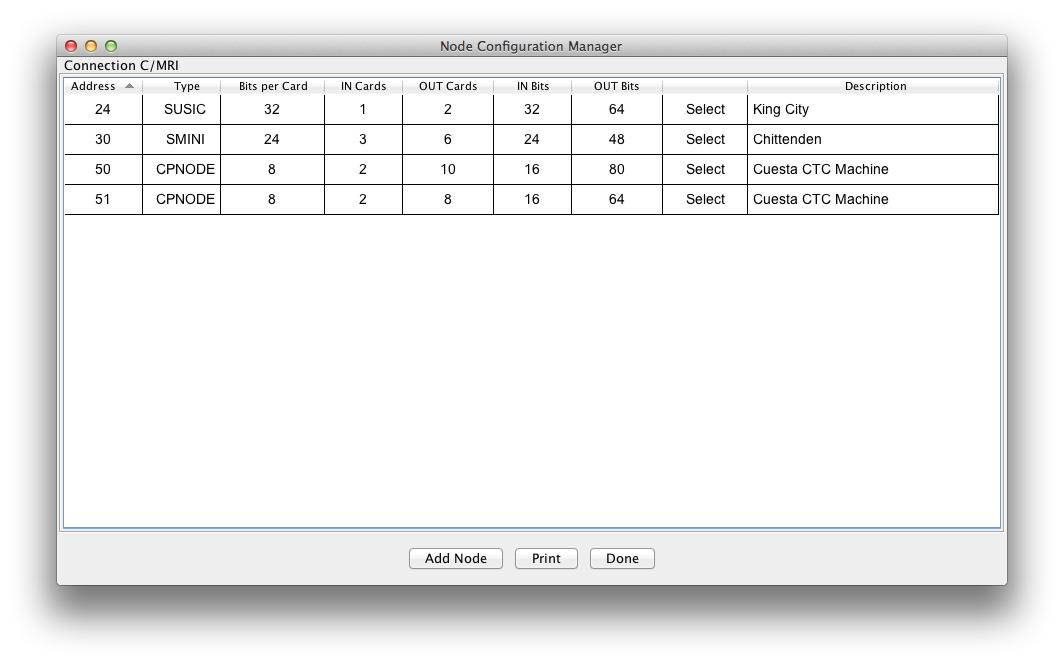 Node Configuration Manager
Connection C/MRI
Address Type Bits per Card IN Cards OUT Cards IN Bits OUT Bits Description
24 SUSIC 32 1 2 32 64 Select King City
30 SMINI 24 3 6 24 48 Select Chittenden
50 CPNODE 8 2 10 16 80 Select Cuesta CTC Machine
51 CPNODE 8 2 8 16 64 Select Cuesta CTC Machine
Add Node Print Done